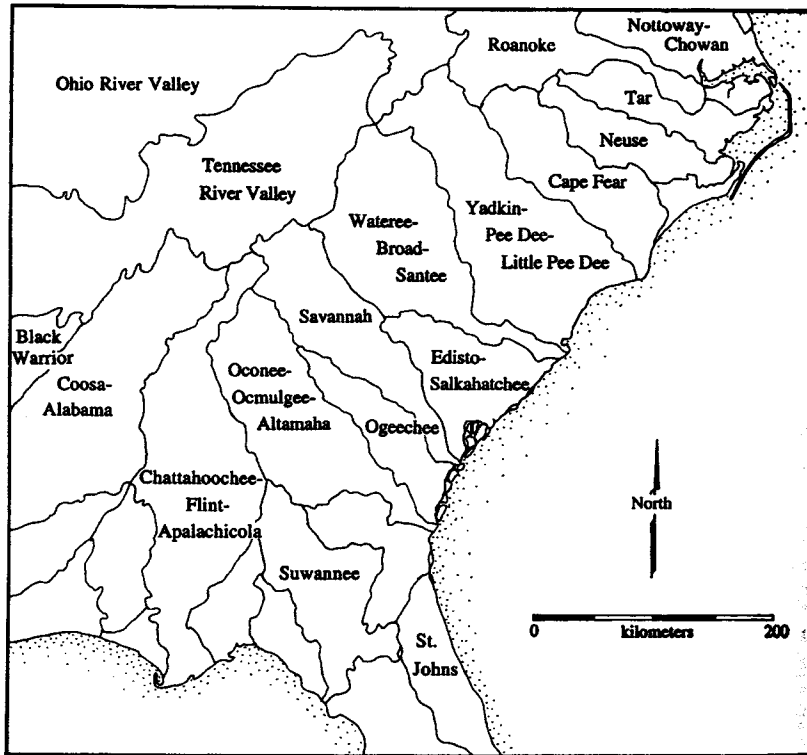 Nottoway-
Chowan
Roanoke
Ohio River Valley
Tar
Neuse
Tennessee
River Valley
Cape Fear
Wateree-
Broad-
Santee
Yadkin-
Pee Dee-
Little Pee Dee
Savannah
Black
Warrior
Edisto-
Salkahatchee
Coosa-
Alabama
Oconee-
Ocmulgee-
Altamaha
Ogeechee
Chattahoochee-
Flint-
Apalachicola
North
Suwannee
0 200
kilometers
St.
Johns